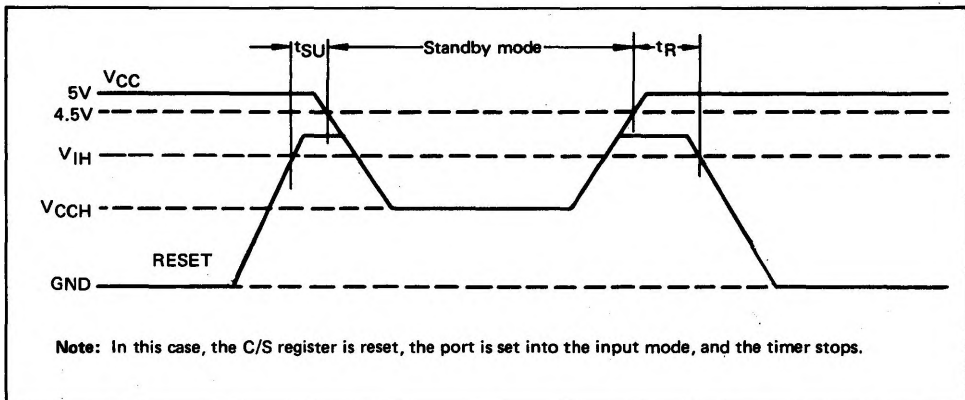 tSU Standby mode tR
VCC
5V
4.5V
VIH
VCCH
RESET
GND
Note: In this case, the C/S register is reset, the port is set into the input mode, and the timer stops.